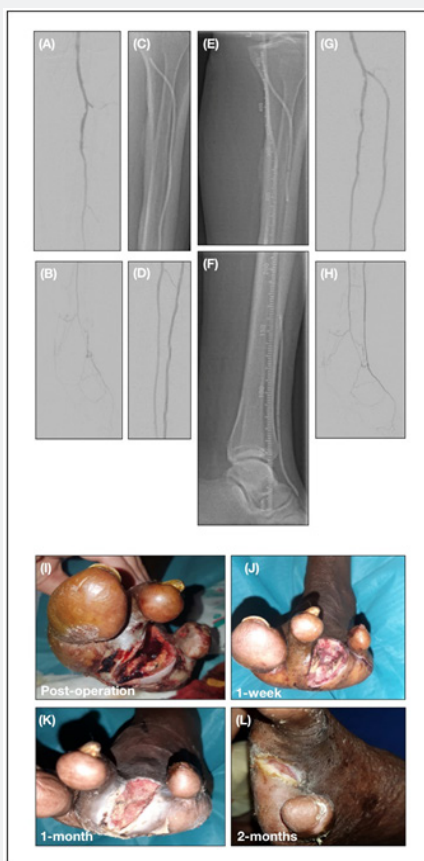 (A)
(C)
(E)
(G)
(B)
(D)
(F)
(H)
(I)
Post-operation
(J)
1-week
(K)
1-month
(L)
2-months